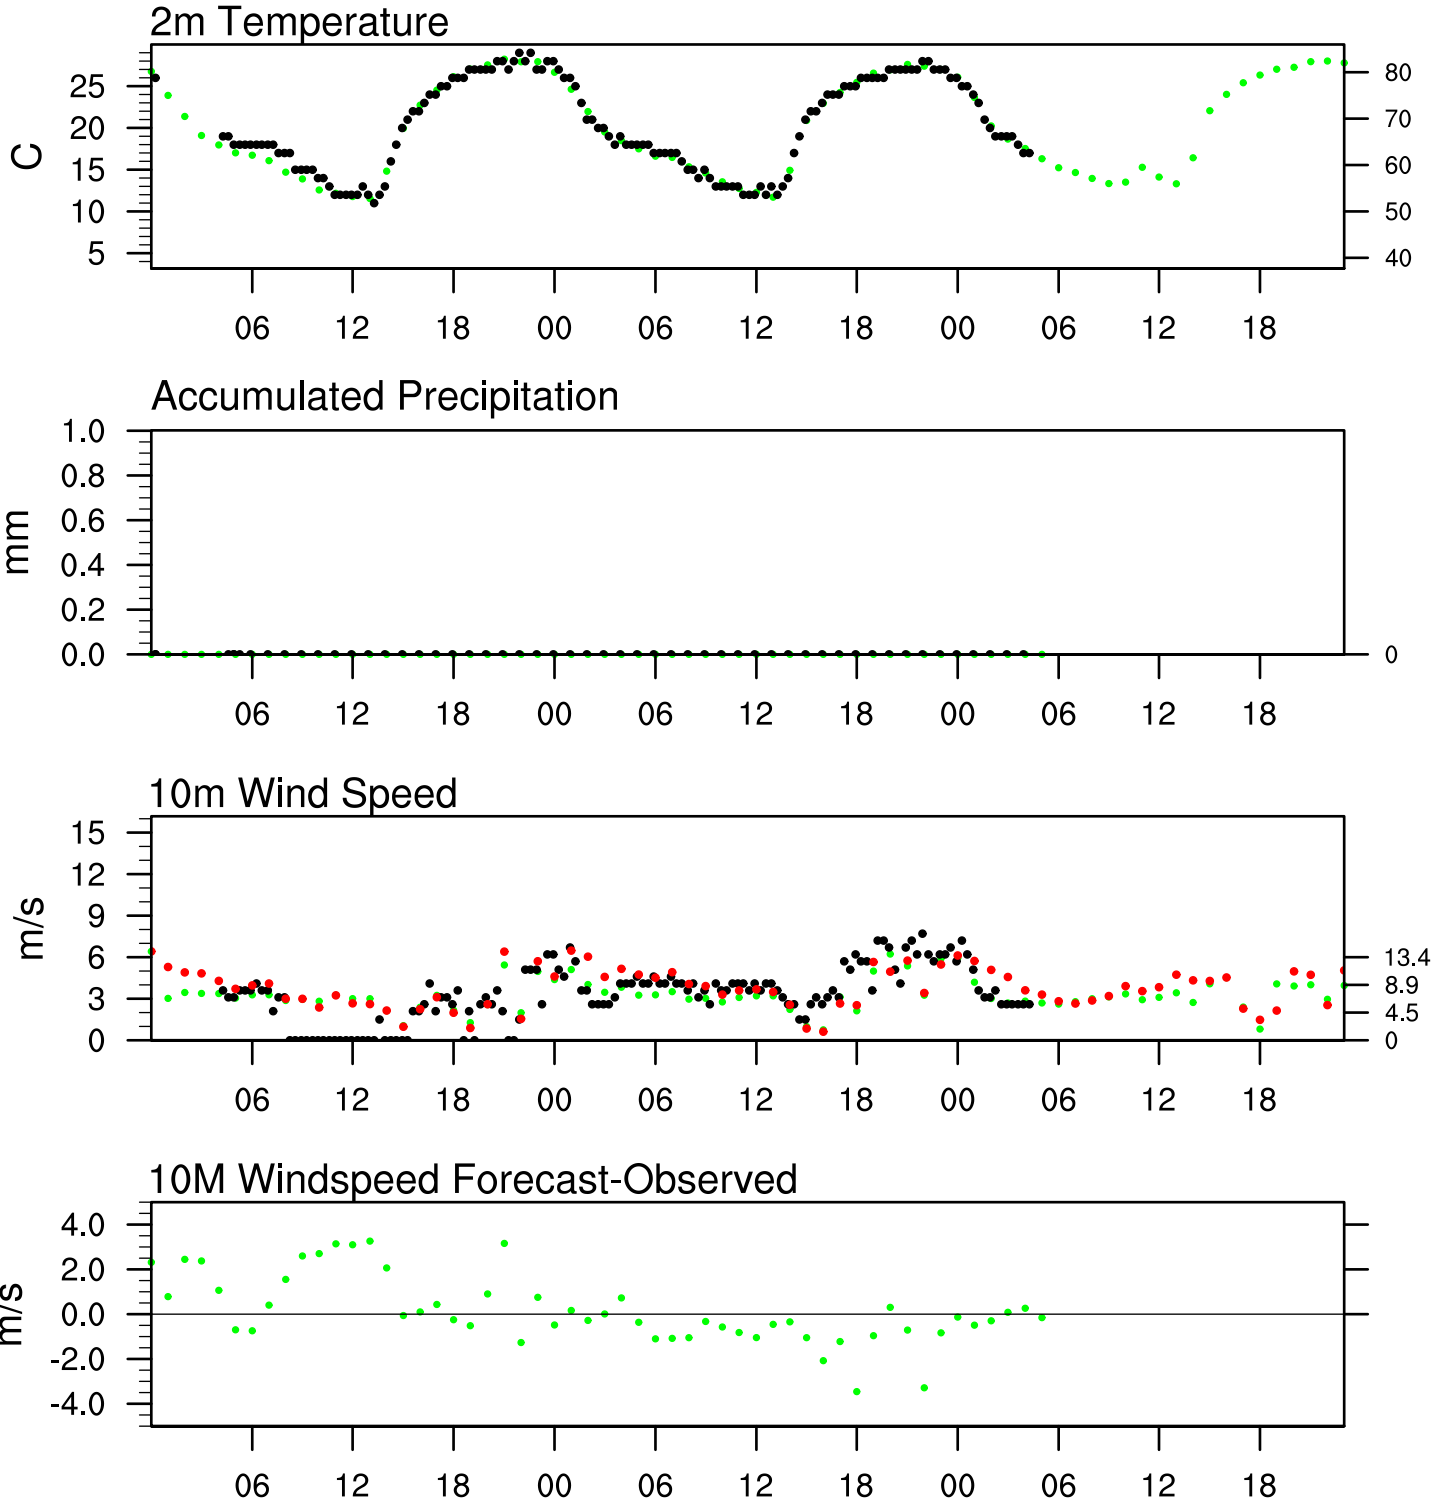 2m Temperature
25
20
15
10
5
C
80
70
60
50
40
06 12 18 00 06 12 18 00 06 12 18
Accumulated Precipitation
1.0
0.8
0.6
0.4
0.2
0.0
mm
0
06 12 18 00 06 12 18 00 06 12 18
10m Wind Speed
15
12
9
6
3
0
m/s
13.4
8.9
4.5
0
06 12 18 00 06 12 18 00 06 12 18
10M Windspeed Forecast-Observed
4.0
2.0
0.0
-2.0
-4.0
m/s
06 12 18 00 06 12 18 00 06 12 18